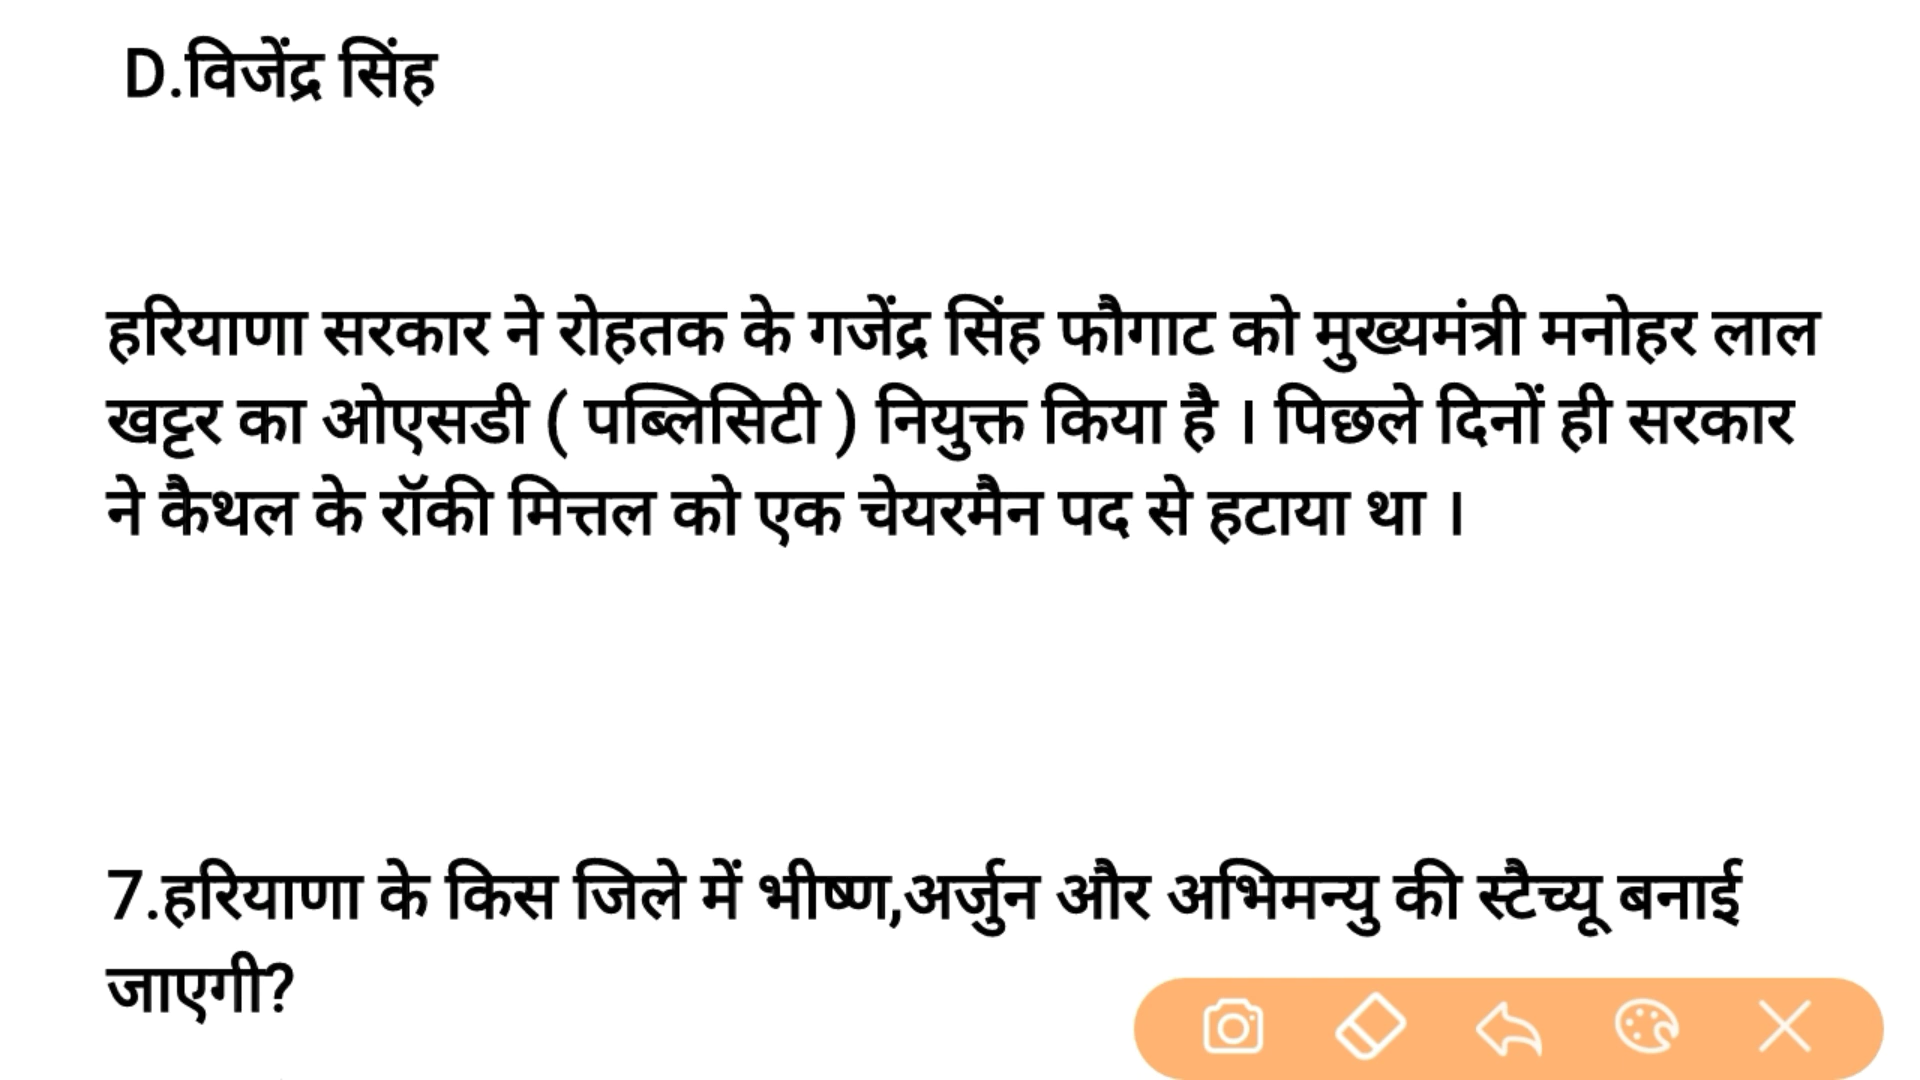 D.विजेंद्र सिंह
हरियाणा सरकार ने रोहतक के गजेंद्र सिंह फौगाट को मुख्यमंत्री मनोहर लाल
खट्टर का ओएसडी ( पब्लिसिटी ) नियुक्त किया है । पिछले दिनों ही सरकार
ने कैथल के रॉकी मित्तल को एक चेयरमैन पद से हटाया था ।
7.हरियाणा के किस जिले में भीष्ण,अर्जुन और अभिमन्यु की स्टैच्यू बनाई
जाएगी?